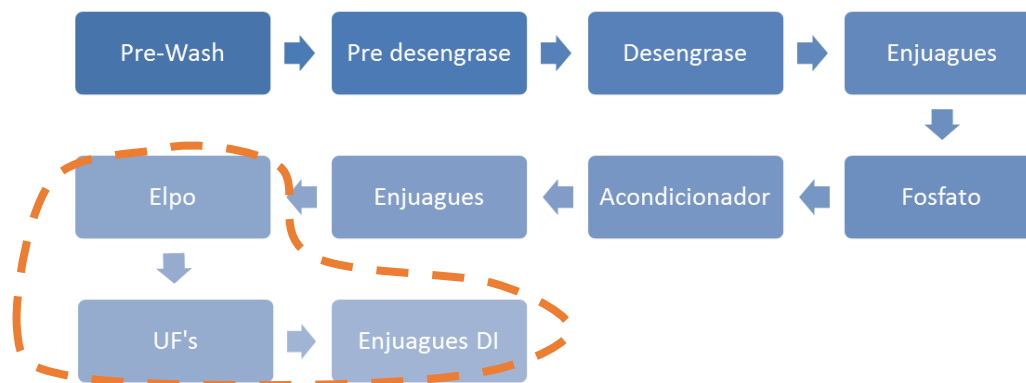 Pre-Wash
Pre desengrase
Desengrase
Enjuagues
Fosfato
Acondicionador
Enjuagues
Elpo
UF's
Enjuagues DI